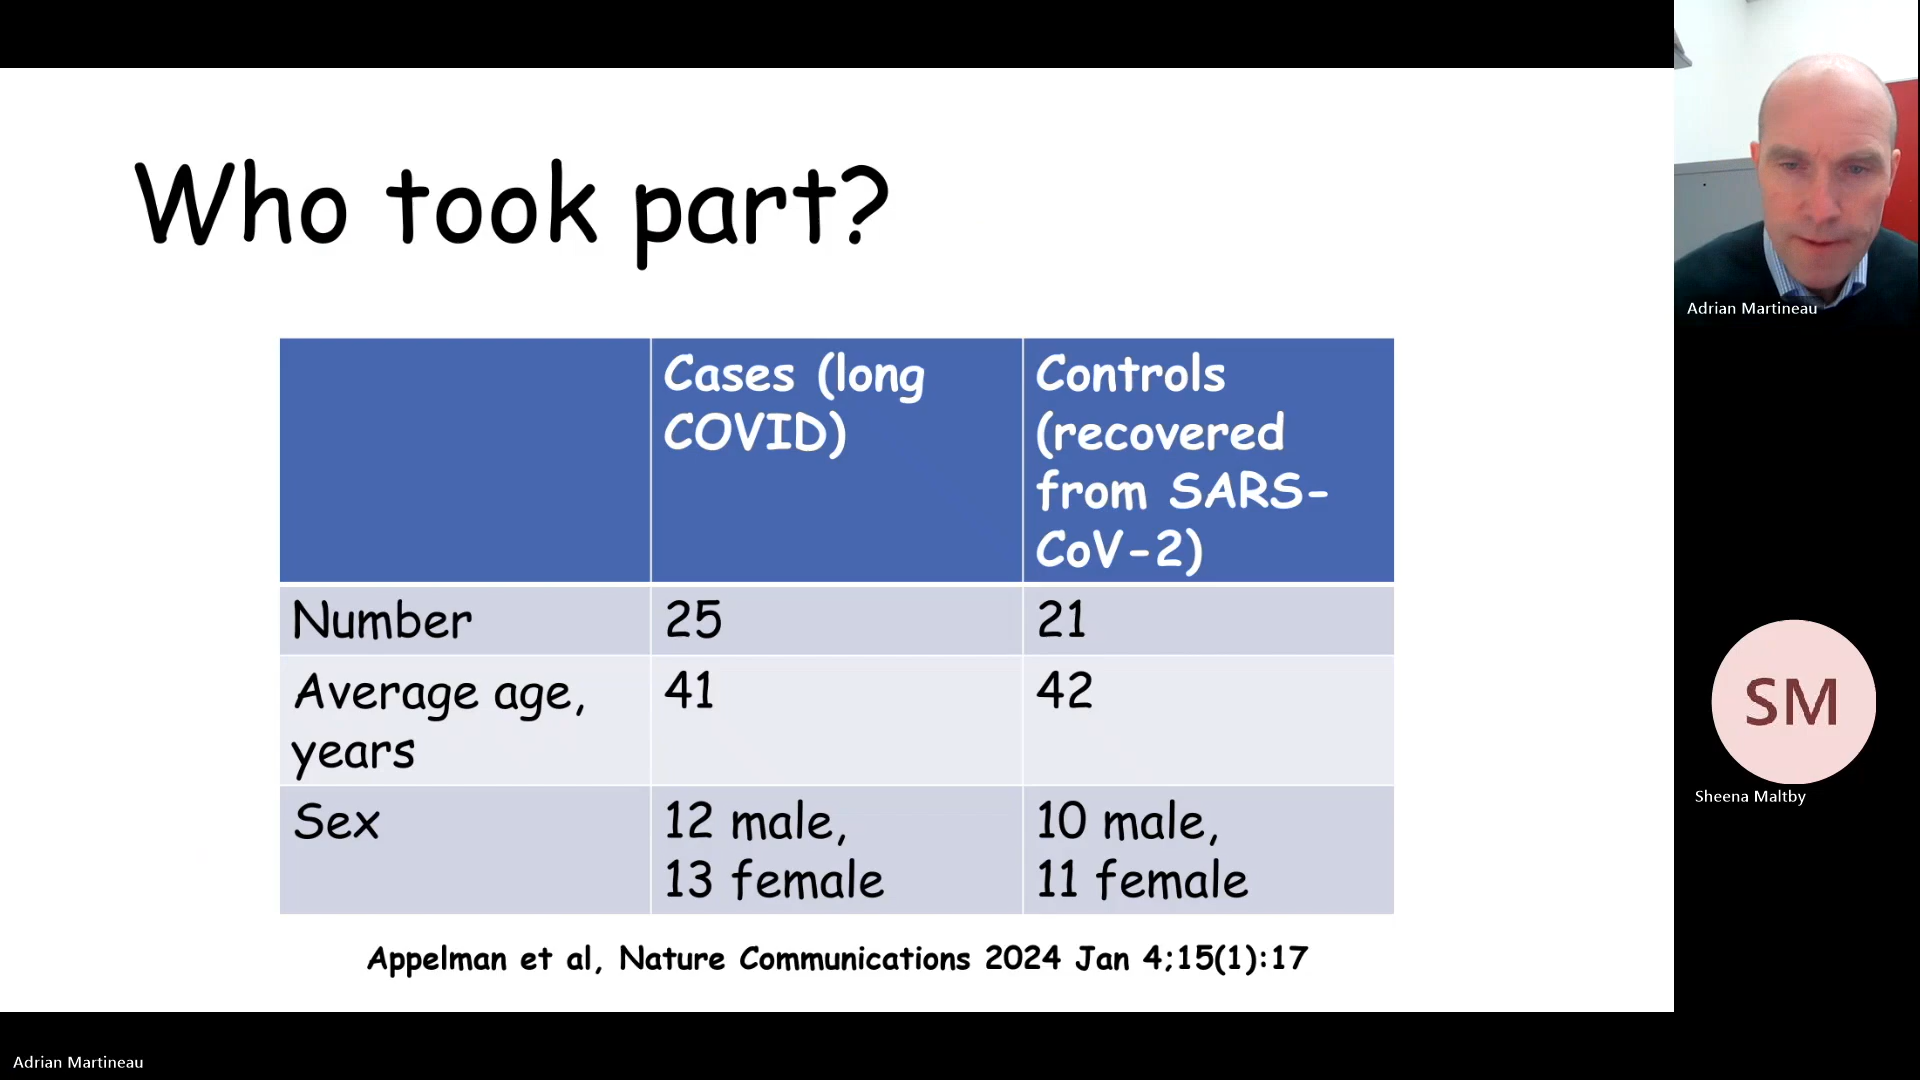 Who took part?
Cases (long
COVID)
Controls
(recovered
from SARS-
CoV-2)
Number
25
21
Average age,
years
41
42
Sex
12 male,
13 female
10 male,
11 female
Appelman et al, Nature Communications 2024 Jan 4;15(1):17
Adrian Martineau
SM
Sheena Maltby
Adrian Martineau